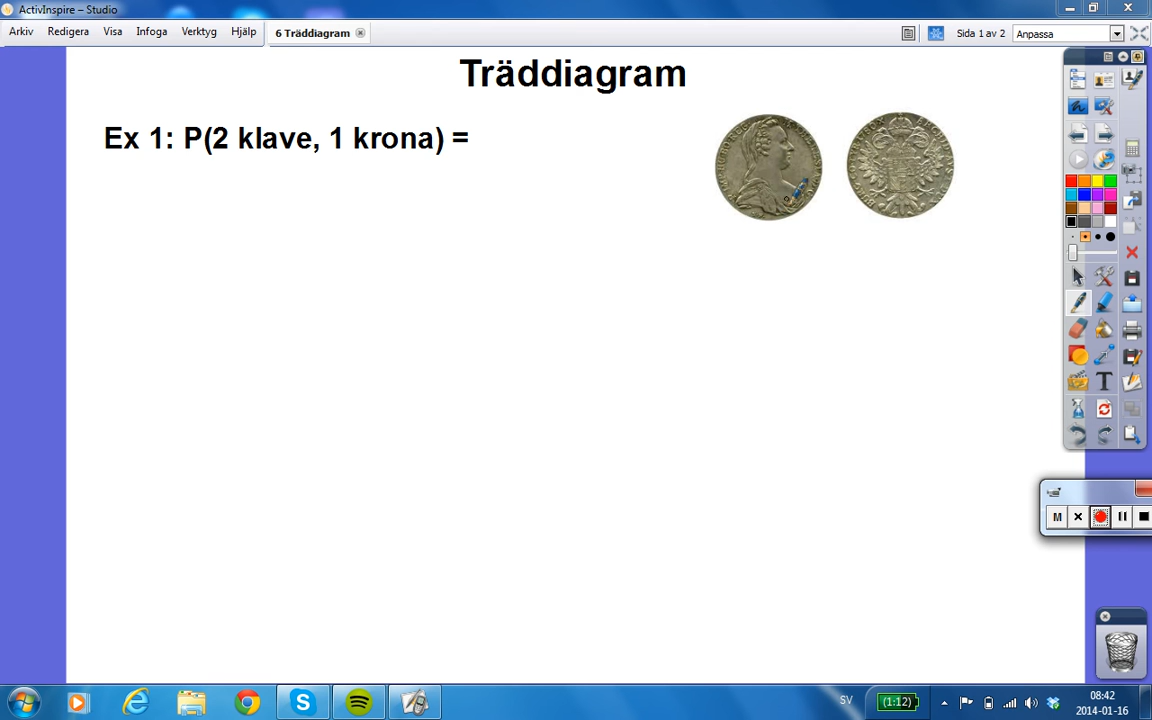 ActivInspire – Studio
Arkiv Redigera Visa Infoga Verktyg Hjälp 6 Träddiagram Sida 1 av 2 Anpassa
Träddiagram
Ex 1: P(2 klave, 1 krona) =
M
SV (1:12) 08:42
2014-01-16